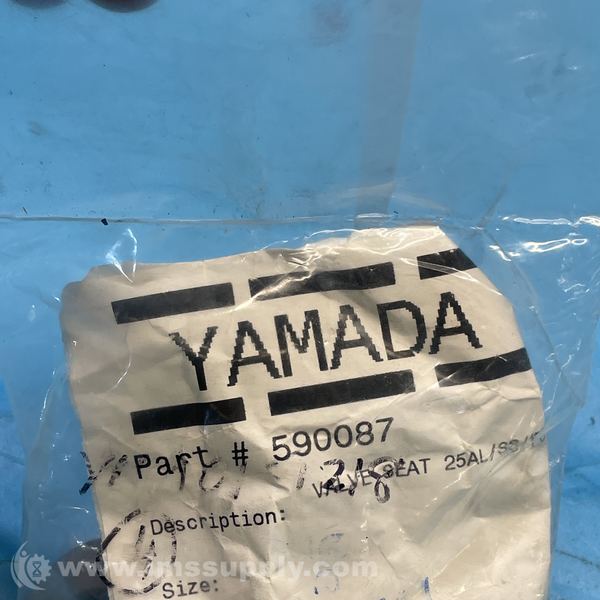 YAMADA
Part # 590087
VALVE SEAT 25AL/SS/
Description:
Size:
www.imssupply.com